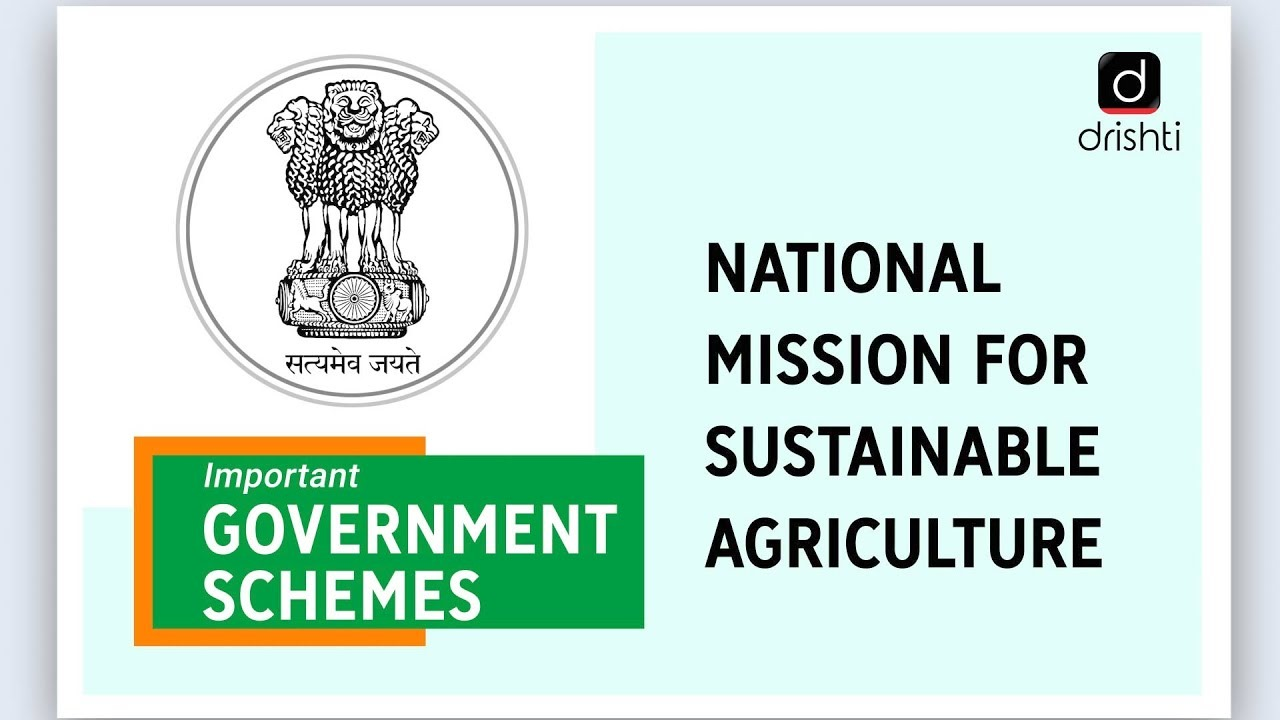 सत्यमेव जयते
Important
GOVERNMENT
SCHEMES
d
drishti
NATIONAL
MISSION FOR
SUSTAINABLE
AGRICULTURE